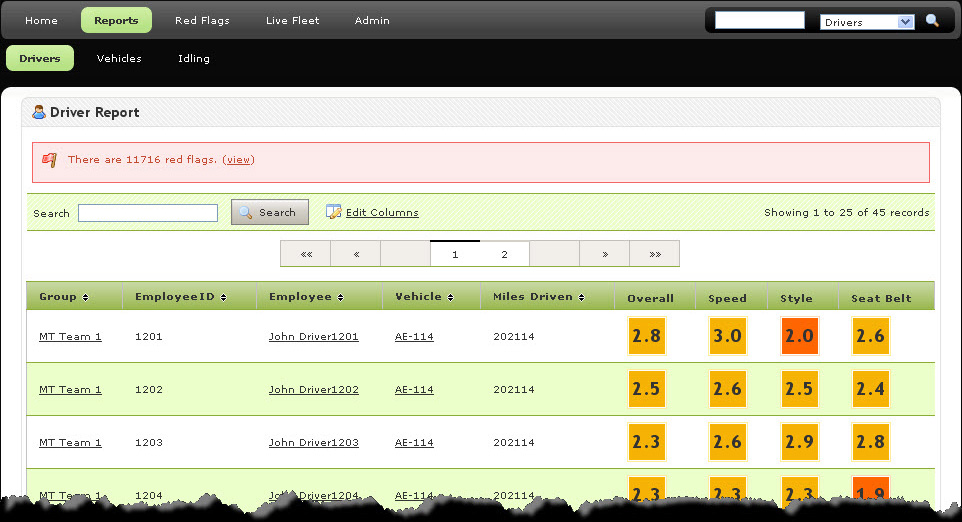 Home Reports Red Flags Live Fleet Admin Drivers
Drivers Vehicles Idling
Driver Report
There are 11716 red flags. (view)
Search Search Edit Columns Showing 1 to 25 of 45 records
«« « 1 2 » »»
Group EmployeeID Employee Vehicle Miles Driven Overall Speed Style Seat Belt
MT Team 1 1201 John Driver1201 AE-114 202114 2.8 3.0 2.0 2.6
MT Team 1 1202 John Driver1202 AE-114 202114 2.5 2.6 2.5 2.4
MT Team 1 1203 John Driver1203 AE-114 202114 2.3 2.6 2.9 2.8
MT Team 1 1204 John Driver1204 AE-114 202114 2.3 2.3 2.3 1.9